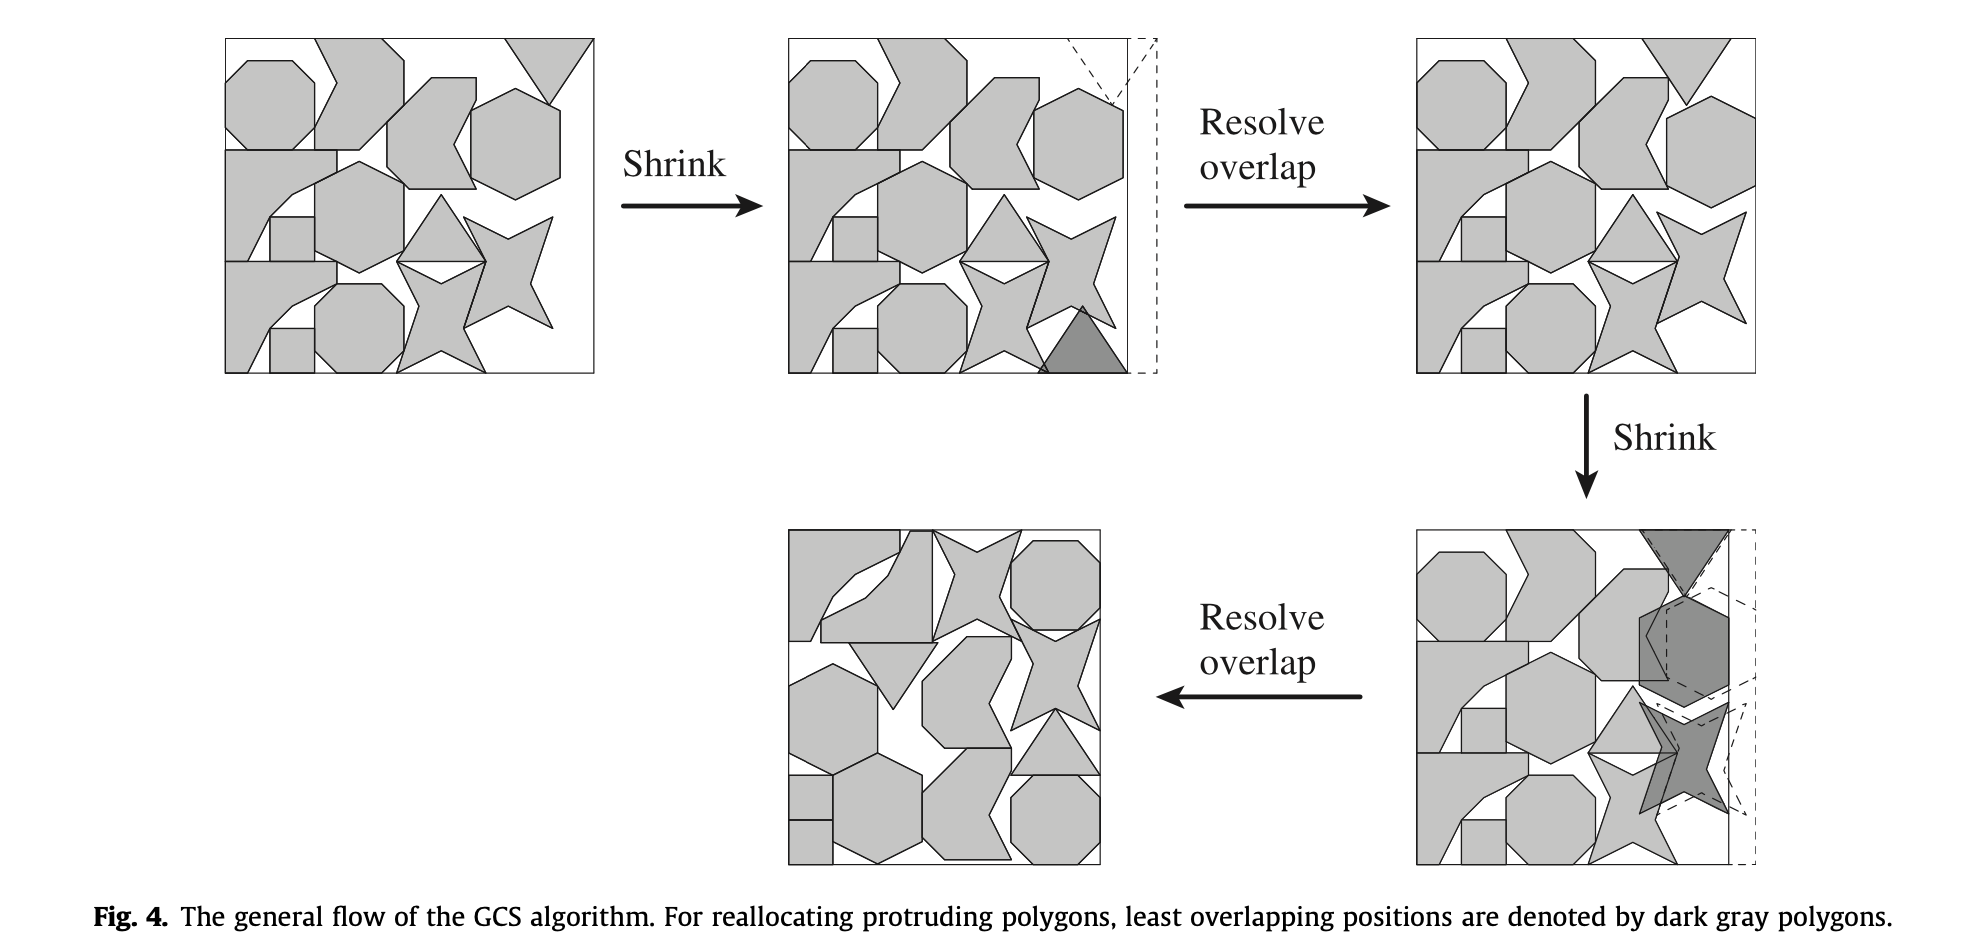 Shrink
Resolve
overlap
Shrink
Resolve
overlap
Fig. 4. The general flow of the GCS algorithm. For reallocating protruding polygons, least overlapping positions are denoted by dark gray polygons.